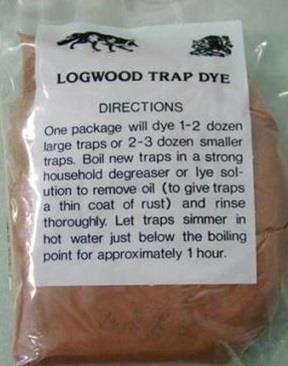 LOGWOOD TRAP DYE
DIRECTIONS
One package will dye 1-2 dozen
large traps or 2-3 dozen smaller
traps. Boil new traps in a strong
household degreaser or lye sol-
ution to remove oil (to give traps
a thin coat of rust) and rinse
thoroughly. Let traps simmer in
hot water just below the boiling
point for approximately 1 hour.